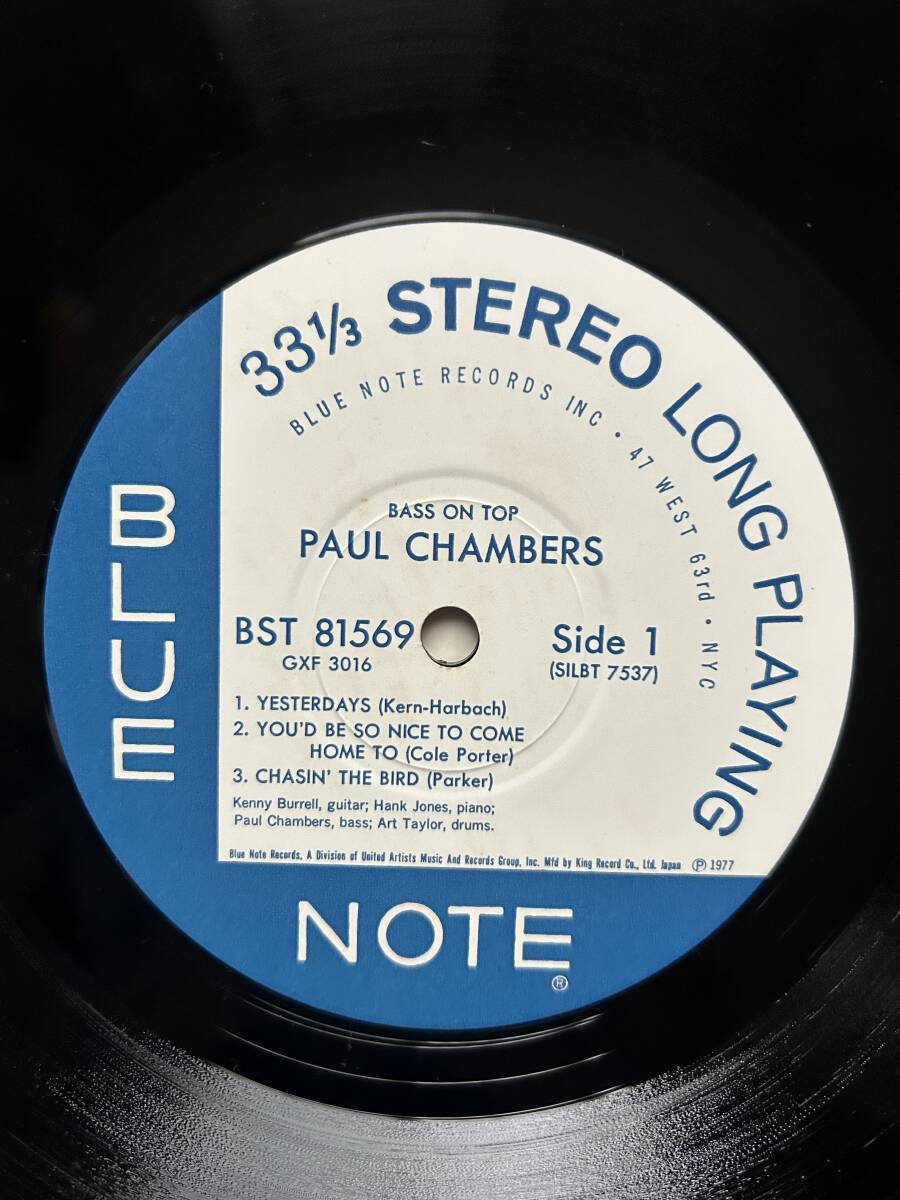 33⅓ STEREO LONG PLAYING
BLUE NOTE RECORDS INC · 47 WEST 63rd · NYC
BASS ON TOP
PAUL CHAMBERS
BST 81569
GXF 3016
Side 1
(SILBT 7537)
1. YESTERDAYS (Kern-Harbach)
2. YOU'D BE SO NICE TO COME
HOME TO (Cole Porter)
3. CHASIN' THE BIRD (Parker)
Kenny Burrell, guitar; Hank Jones, piano;
Paul Chambers, bass; Art Taylor, drums.
Blue Note Records, A Division of United Artists Music And Records Group, Inc. Mfd by King Record Co., Ltd. Japan ℗ 1977
BLUE
NOTE ®